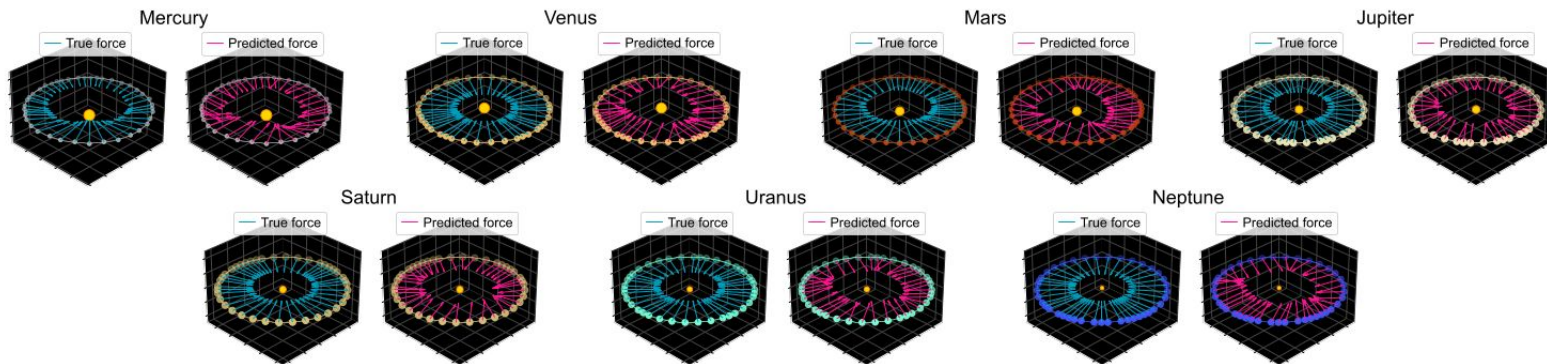 Mercury
True force
Predicted force
Venus
True force
Predicted force
Mars
True force
Predicted force
Jupiter
True force
Predicted force
Saturn
True force
Predicted force
Uranus
True force
Predicted force
Neptune
True force
Predicted force